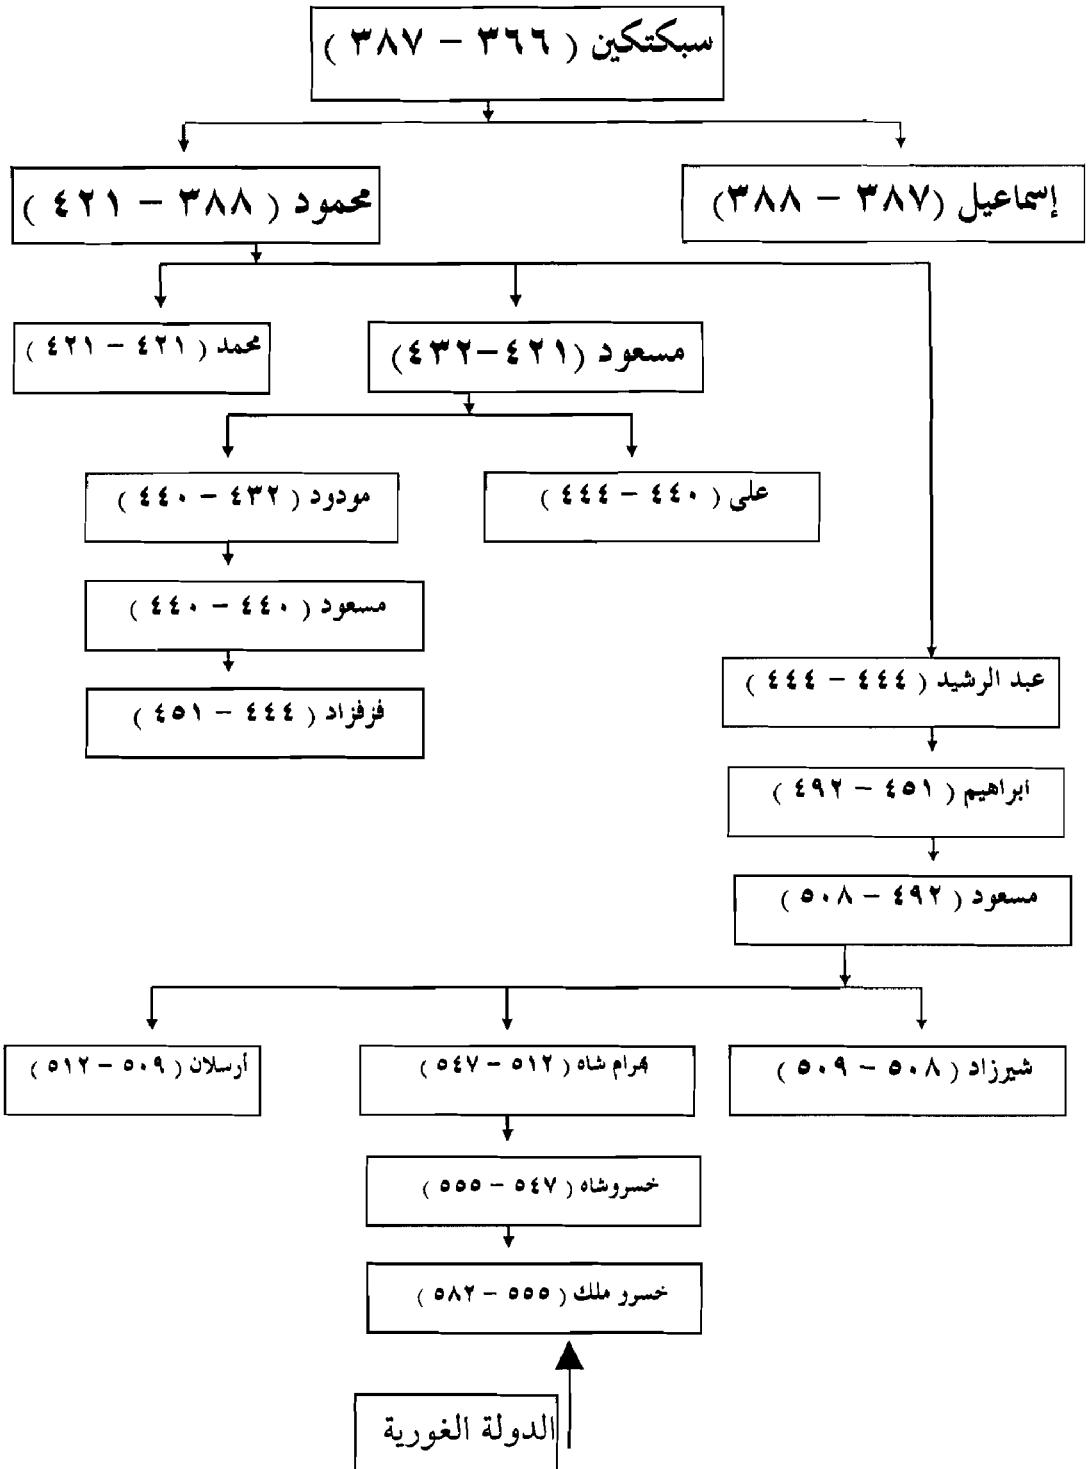 سبكتكين ( ٣٦٦ - ٣٨٧ )
إسماعيل (٣٨٧ - ٣٨٨)
محمود ( ٣٨٨ - ٤٢١ )
مسعود (٤٢١-٤٣٢)
محمد ( ٤٢١ - ٤٢١ )
على ( ٤٤٠ - ٤٤٤ )
مودود ( ٤٣٢ - ٤٤٠ )
مسعود ( ٤٤٠ - ٤٤٠ )
عبد الرشيد ( ٤٤٤ - ٤٤٤ )
فزفزاد ( ٤٤٤ - ٤٥١ )
ابراهيم ( ٤٥١ - ٤٩٢ )
مسعود ( ٤٩٢ - ٥٠٨ )
شيرزاد ( ٥٠٨ - ٥٠٩ )
بهرام شاه ( ٥١٢ - ٥٤٧ )
أرسلان ( ٥٠٩ - ٥١٢ )
خسروشاه ( ٥٤٧ - ٥٥٥ )
خسرو ملك ( ٥٥٥ - ٥٨٢ )
الدولة الغورية